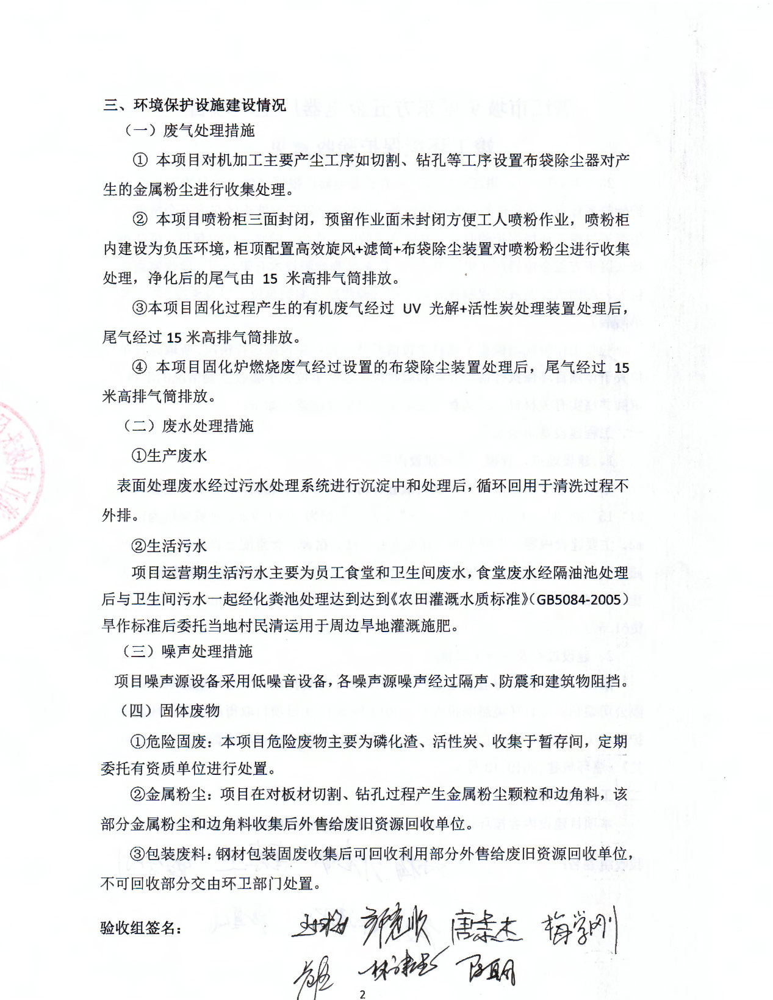 三、环境保护设施建设情况
（一）废气处理措施
① 本项目对机加工主要产尘工序如切割、钻孔等工序设置布袋除尘器对产
生的金属粉尘进行收集处理。
② 本项目喷粉柜三面封闭，预留作业面未封闭方便工人喷粉作业，喷粉柜
内建设为负压环境，柜顶配置高效旋风+滤筒+布袋除尘装置对喷粉粉尘进行收集
处理，净化后的尾气由 15 米高排气筒排放。
③本项目固化过程产生的有机废气经过 UV 光解+活性炭处理装置处理后，
尾气经过 15 米高排气筒排放。
④ 本项目固化炉燃烧废气经过设置的布袋除尘装置处理后，尾气经过 15
米高排气筒排放。
（二）废水处理措施
①生产废水
表面处理废水经过污水处理系统进行沉淀中和处理后，循环回用于清洗过程不
外排。
②生活污水
项目运营期生活污水主要为员工食堂和卫生间废水，食堂废水经隔油池处理
后与卫生间污水一起经化粪池处理达到达到《农田灌溉水质标准》（GB5084-2005）
旱作标准后委托当地村民清运用于周边旱地灌溉施肥。
（三）噪声处理措施
项目噪声源设备采用低噪音设备，各噪声源噪声经过隔声、防震和建筑物阻挡。
（四）固体废物
①危险固废：本项目危险废物主要为磷化渣、活性炭、收集于暂存间，定期
委托有资质单位进行处置。
②金属粉尘：项目在对板材切割、钻孔过程产生金属粉尘颗粒和边角料，该
部分金属粉尘和边角料收集后外售给废旧资源回收单位。
③包装废料：钢材包装固废收集后可回收利用部分外售给废旧资源回收单位，
不可回收部分交由环卫部门处置。
验收组签名： 唐荣杰 梅学刚
2